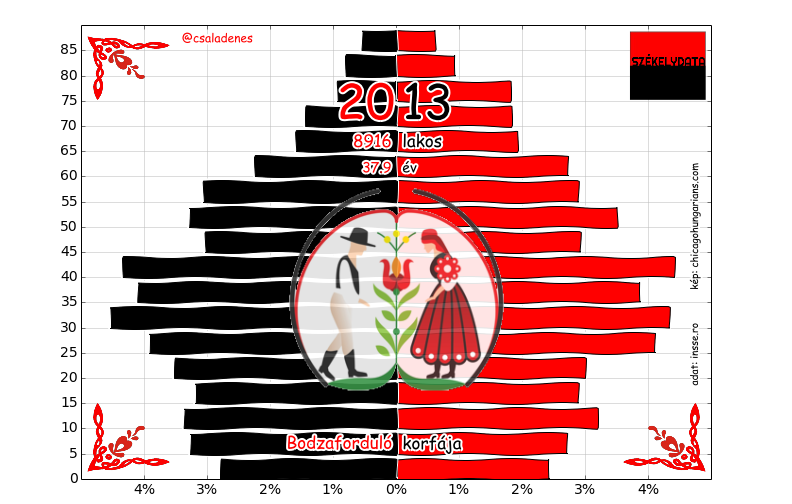 @csaladenes
SZÉKELYDATA
2013
8916 lakos
37.9 év
kép: chicagohungarians.com
adat: insse.ro
Bodzaforduló korfája
85
80
75
70
65
60
55
50
45
40
35
30
25
20
15
10
5
0
4% 3% 2% 1% 0% 1% 2% 3% 4%